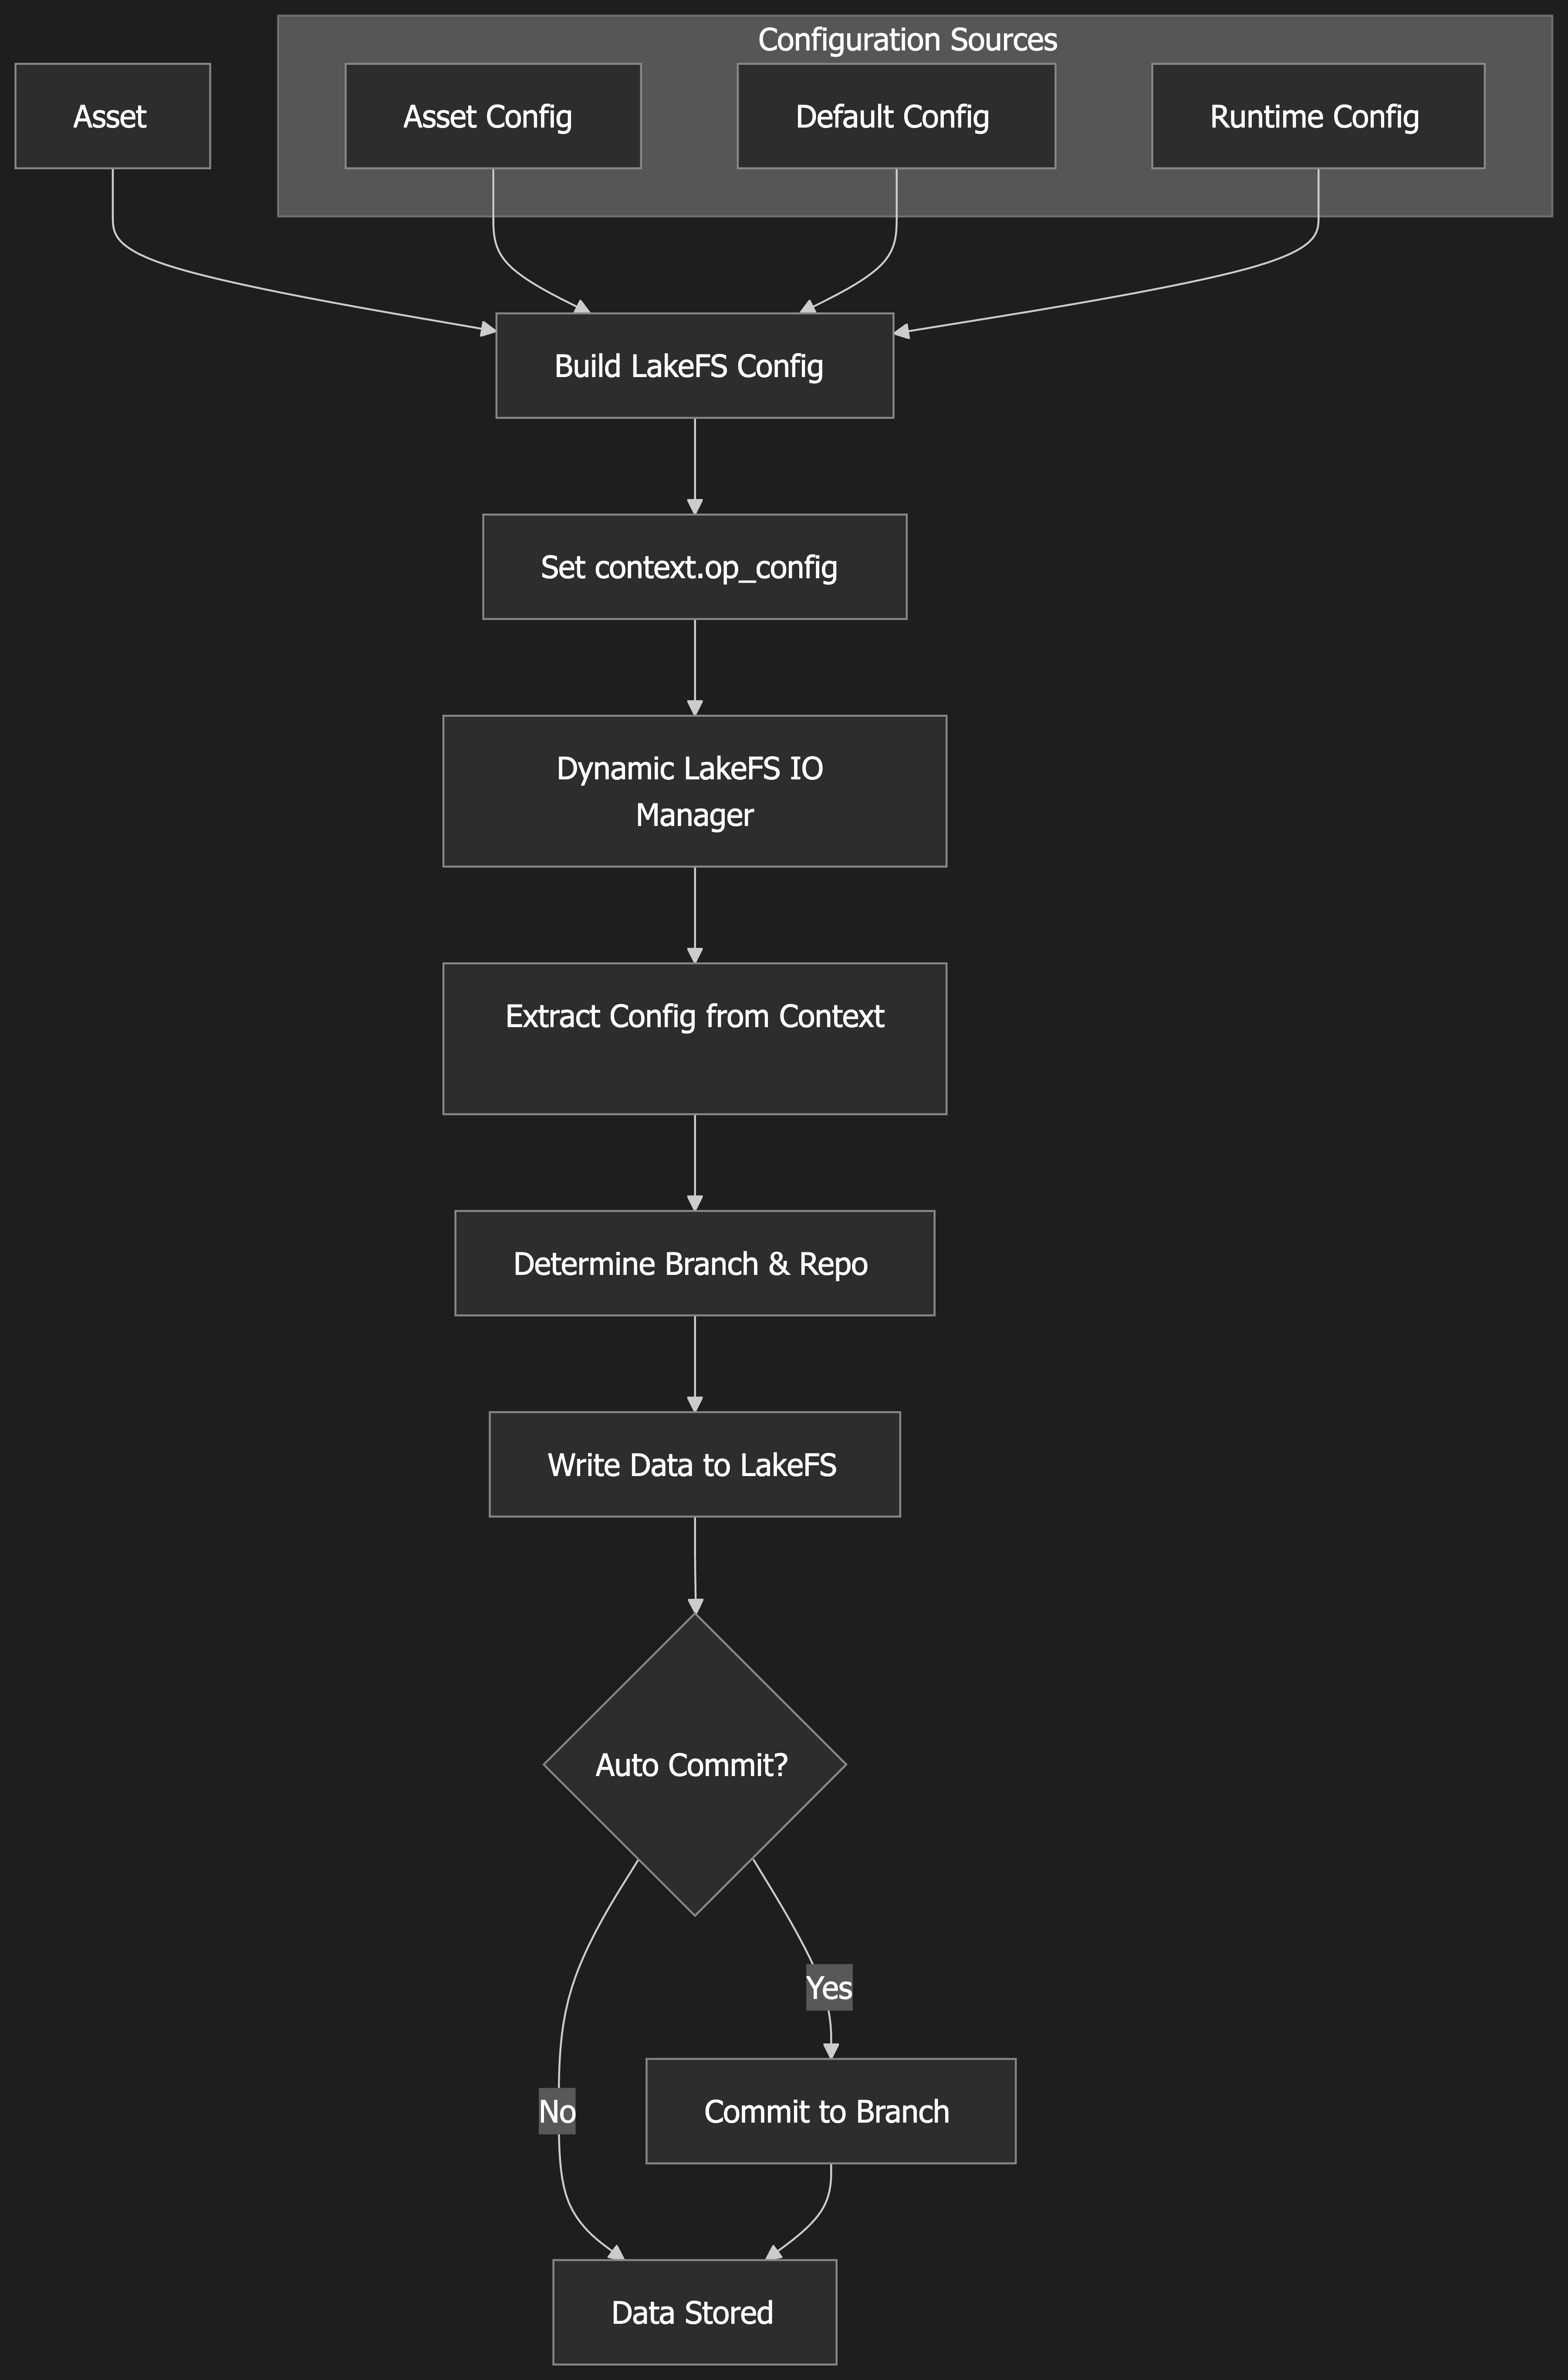 Configuration Sources
Asset
Asset Config
Default Config
Runtime Config
Build LakeFS Config
Set context.op_config
Dynamic LakeFS IO
Manager
Extract Config from Context
Determine Branch & Repo
Write Data to LakeFS
Auto Commit?
Yes
No
Commit to Branch
Data Stored